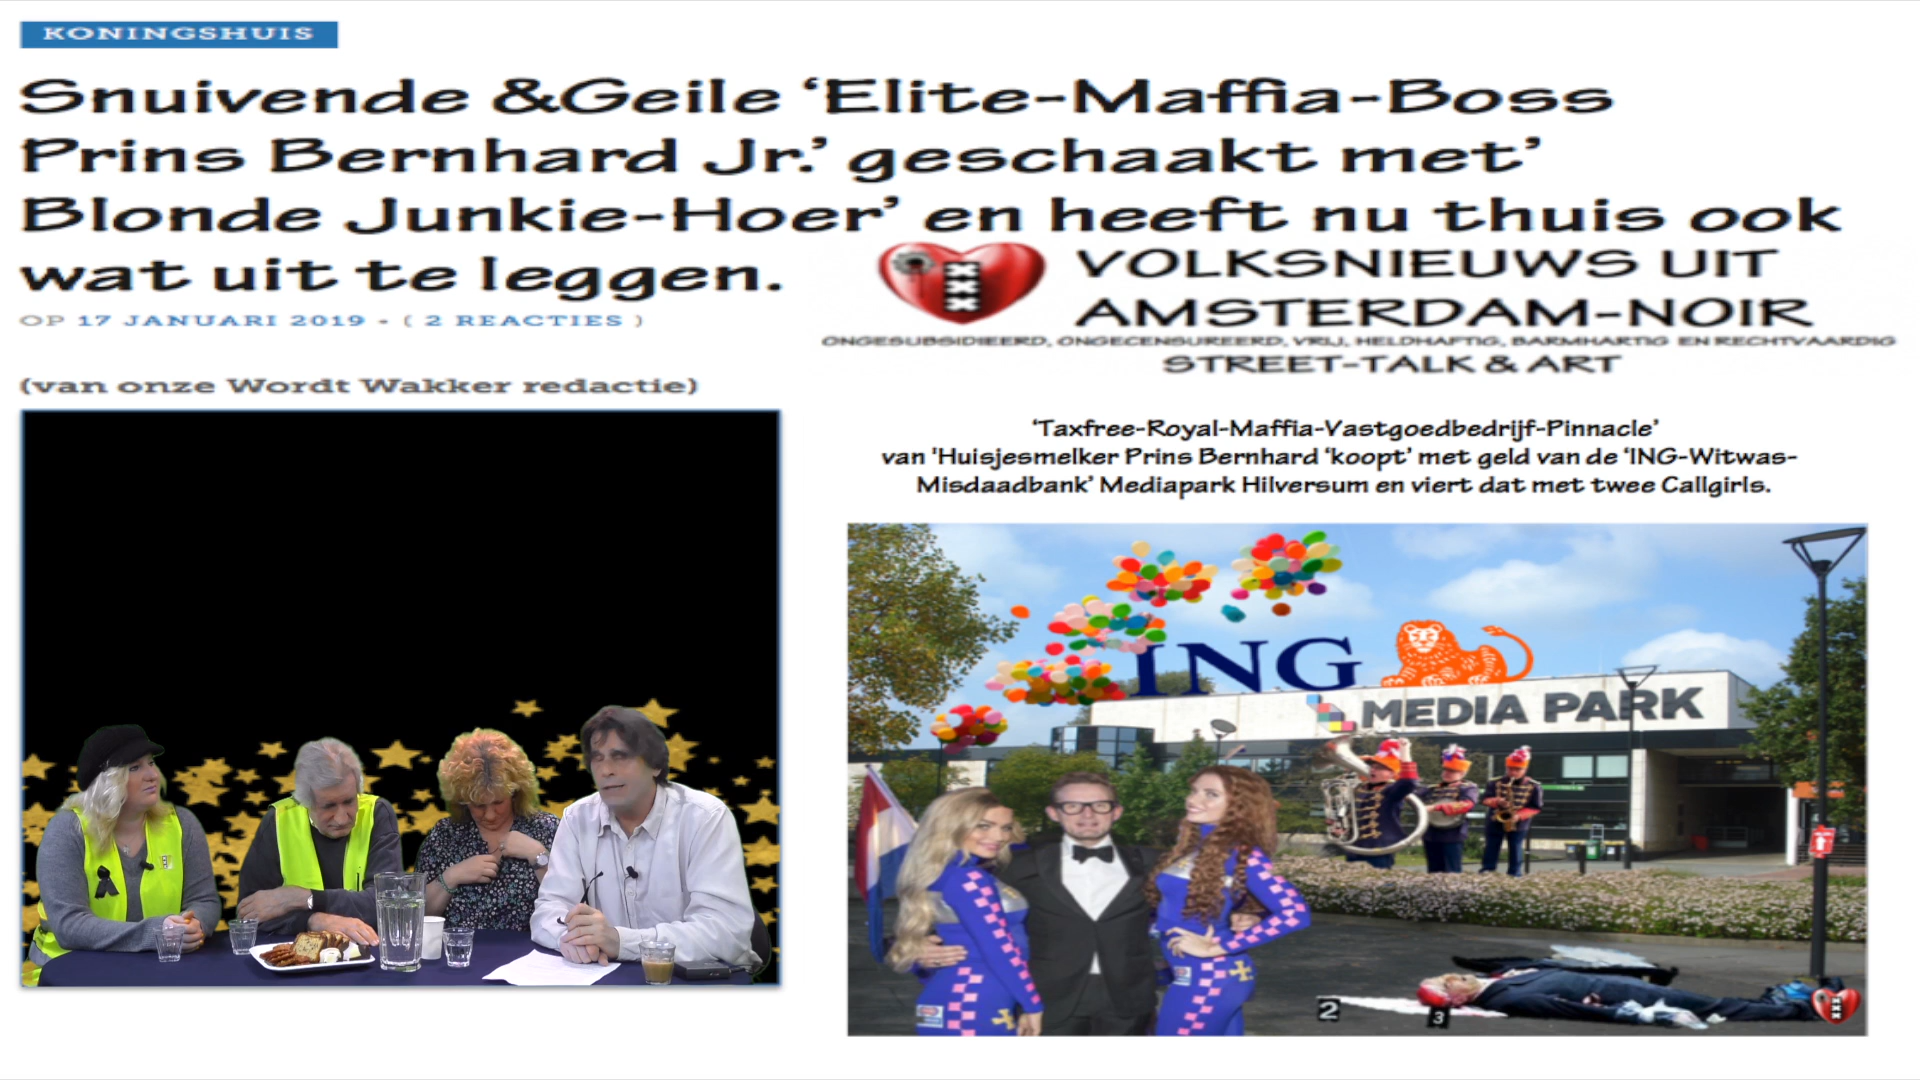 KONINGSHUIS
Snuivende &Geile ‘Elite-Maffia-Boss
Prins Bernhard Jr.’ geschaakt met’
Blonde Junkie-Hoer’ en heeft nu thuis ook
wat uit te leggen.
OP 17 JANUARI 2019 • ( 2 REACTIES )
(van onze Wordt Wakker redactie)
XXX
VOLKSNIEUWS UIT
AMSTERDAM-NOIR
ONGESUBSIDIEERD, ONGECENSUREERD, VRIJ, HELDHAFTIG, BARMHARTIG EN RECHTVAARDIG
STREET-TALK & ART
‘Taxfree-Royal-Maffia-Vastgoedbedrijf-Pinnacle’
van 'Huisjesmelker Prins Bernhard ‘koopt’ met geld van de ‘ING-Witwas-
Misdaadbank’ Mediapark Hilversum en viert dat met twee Callgirls.
ING
MEDIA PARK
2
3